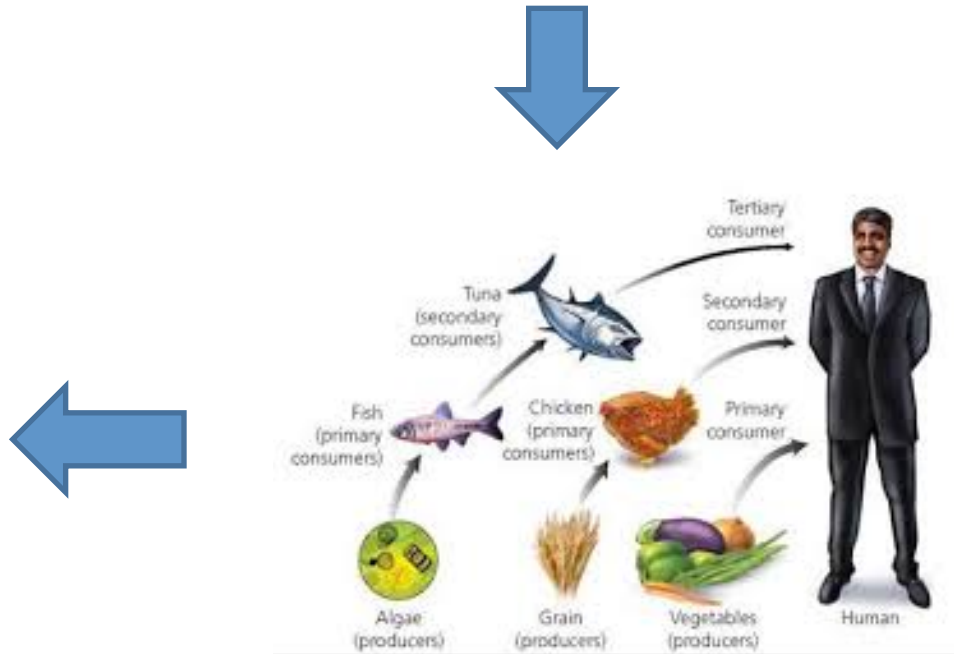 Tertiary
consumer
Tuna
(secondary
consumers)
Secondary
consumer
Fish
(primary
consumers)
Chicken
(primary
consumers)
Primary
consumer
Algae
(producers)
Grain
(producers)
Vegetables
(producers)
Human